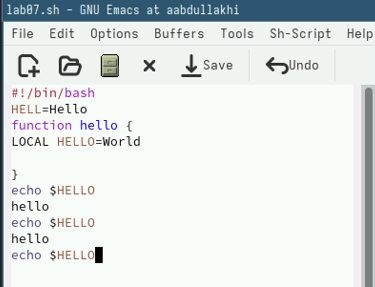 lab07.sh - GNU Emacs at aabdullakhi
File Edit Options Buffers Tools Sh-Script Help
Save Undo
#!/bin/bash
HELL=Hello
function hello {
LOCAL HELLO=World
}
echo $HELLO
hello
echo $HELLO
hello
echo $HELLO